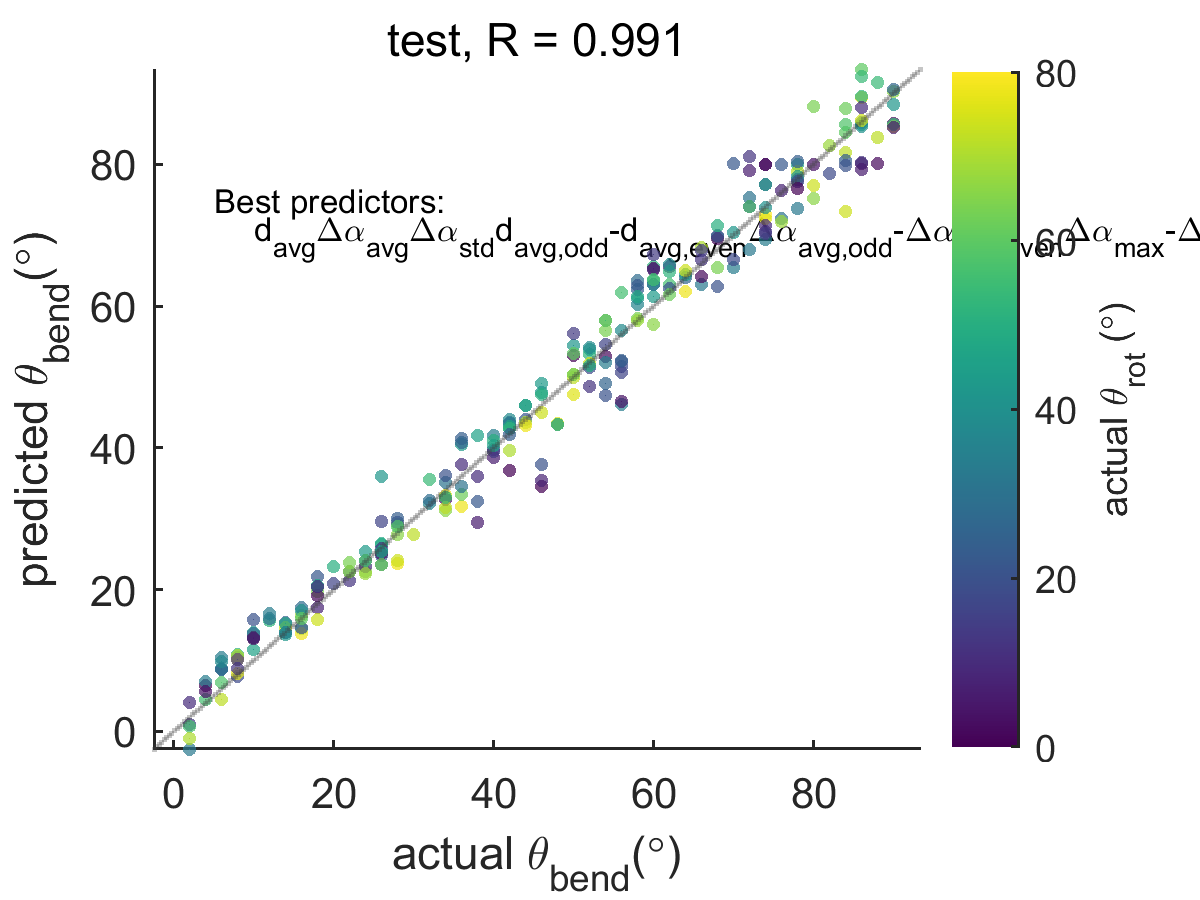 test, R = 0.991
Best predictors:
d_avg Δα_avg Δα_std d_avg,odd-d_avg,even Δα_avg,odd-Δα ven Δα_max-Δ
predicted θ_bend(°)
80
60
40
20
0
0 20 40 60 80
actual θ_bend(°)
80
60
40
20
0
actual θ_rot (°)